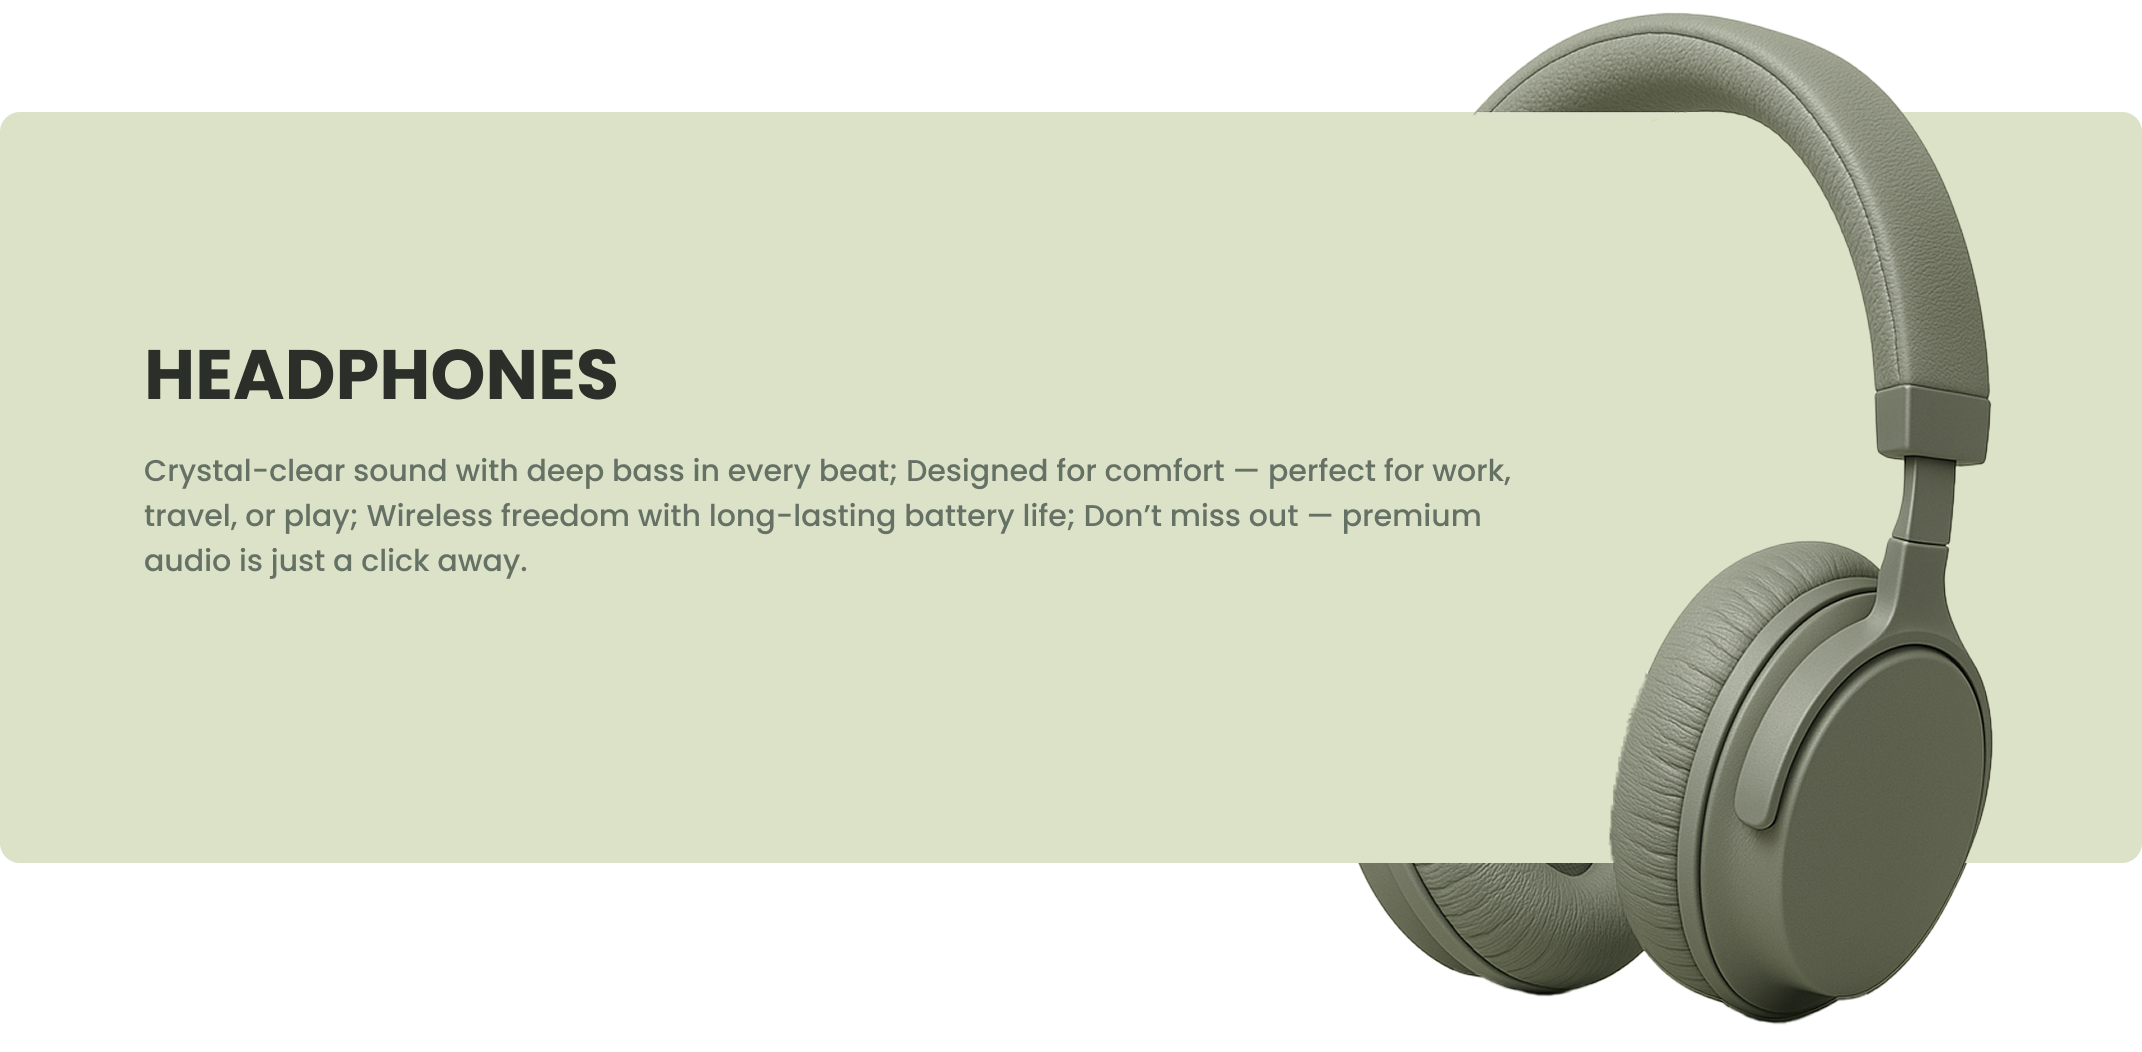 HEADPHONES
Crystal-clear sound with deep bass in every beat; Designed for comfort — perfect for work,
travel, or play; Wireless freedom with long-lasting battery life; Don’t miss out — premium
audio is just a click away.